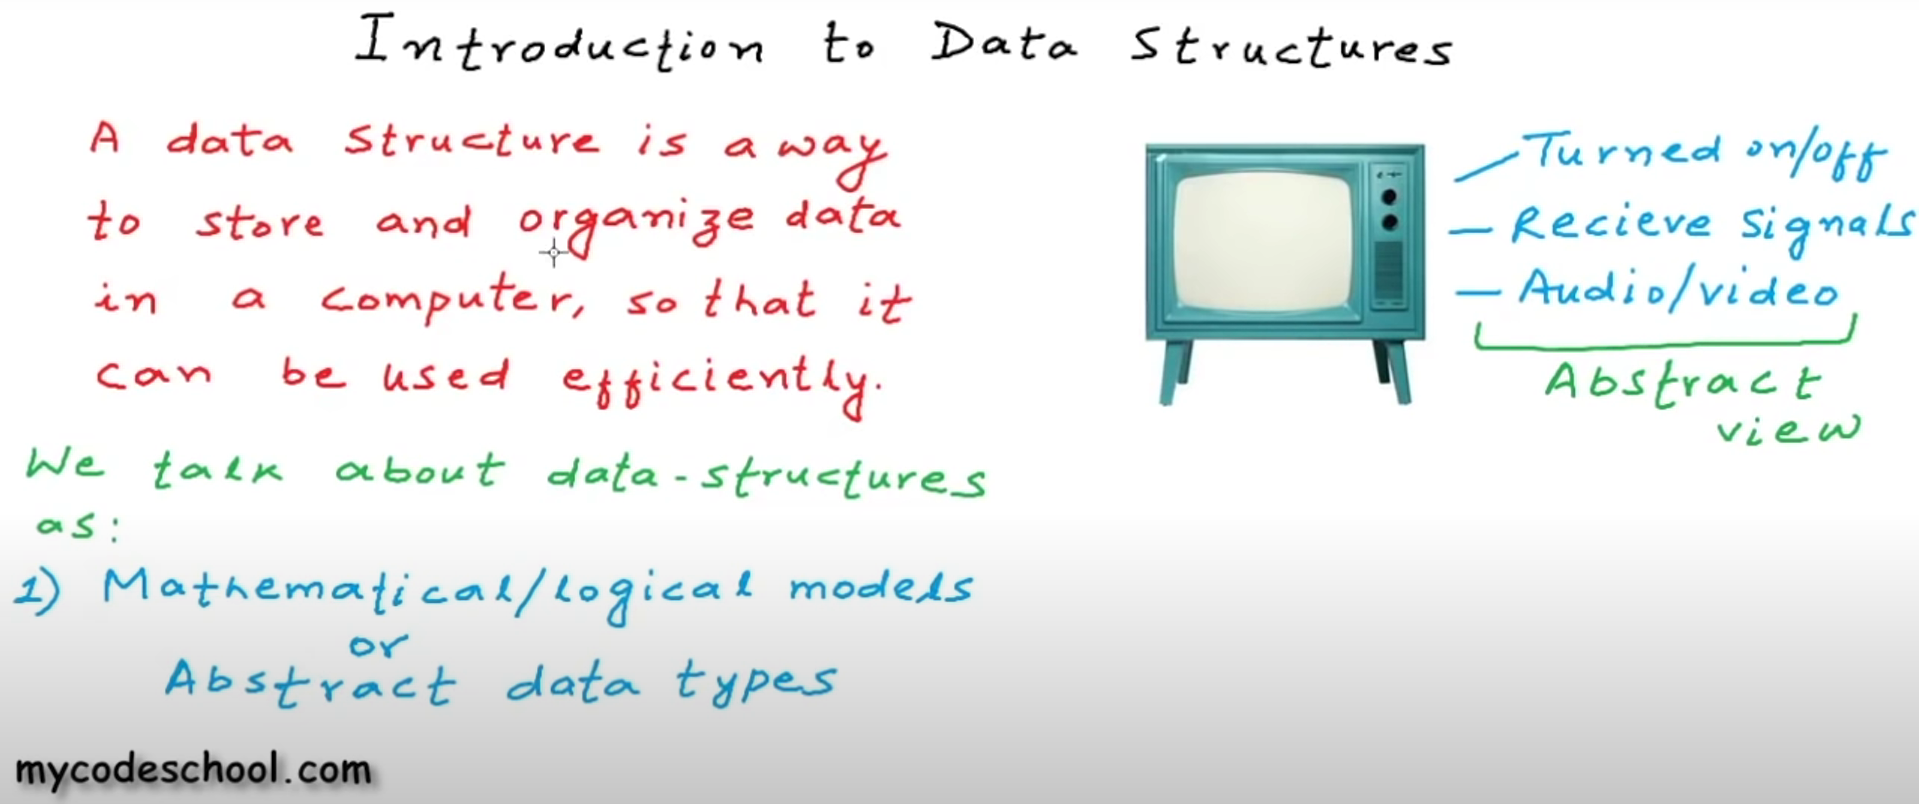 Introduction to Data Structures
A data structure is a way
to store and organize data
in a computer, so that it
can be used efficiently.
We talk about data-structures
as:
1) Mathematical/logical models
or
Abstract data types
Turned on/off
- Recieve signals
- Audio/video
Abstract
view
mycodeschool.com